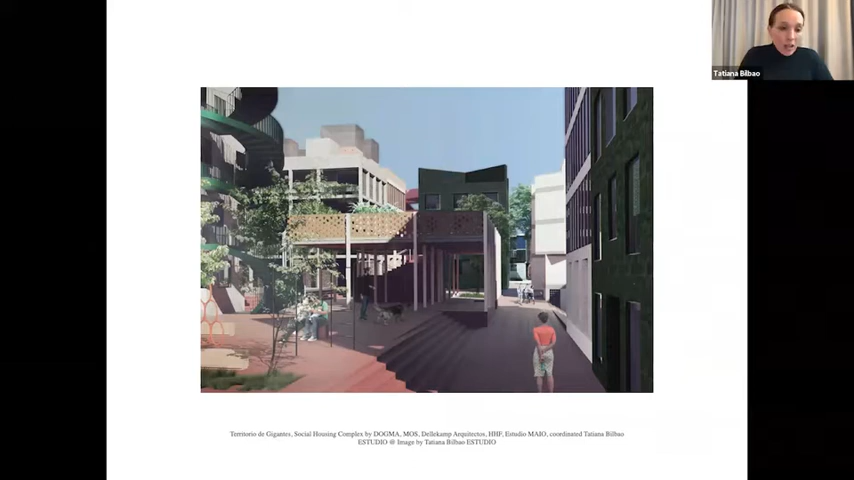 Tatiana Bilbao
Territorio de Gigantes, Social Housing Complex by DOGMA, MOS, Dellekamp Arquitectos, HHF, Estudio MAIO, coordinated Tatiana Bilbao
ESTUDIO @ Image by Tatiana Bilbao ESTUDIO